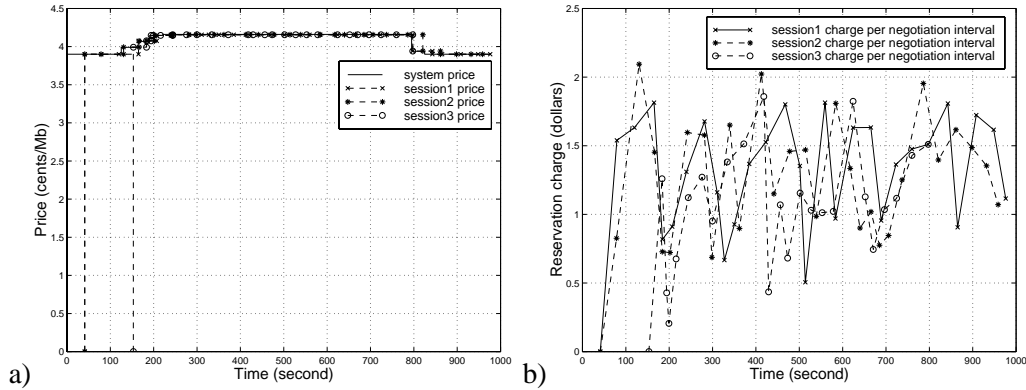 4.5
4
3.5
3
2.5
2
1.5
1
0.5
0
0 100 200 300 400 500 600 700 800 900 1000
Price (cents/Mb)
Time (second)
system price
session1 price
session2 price
session3 price
a)
2.5
2
1.5
1
0.5
0
0 100 200 300 400 500 600 700 800 900 1000
Reservation charge (dollars)
Time (second)
session1 charge per negotiation interval
session2 charge per negotiation interval
session3 charge per negotiation interval
b)